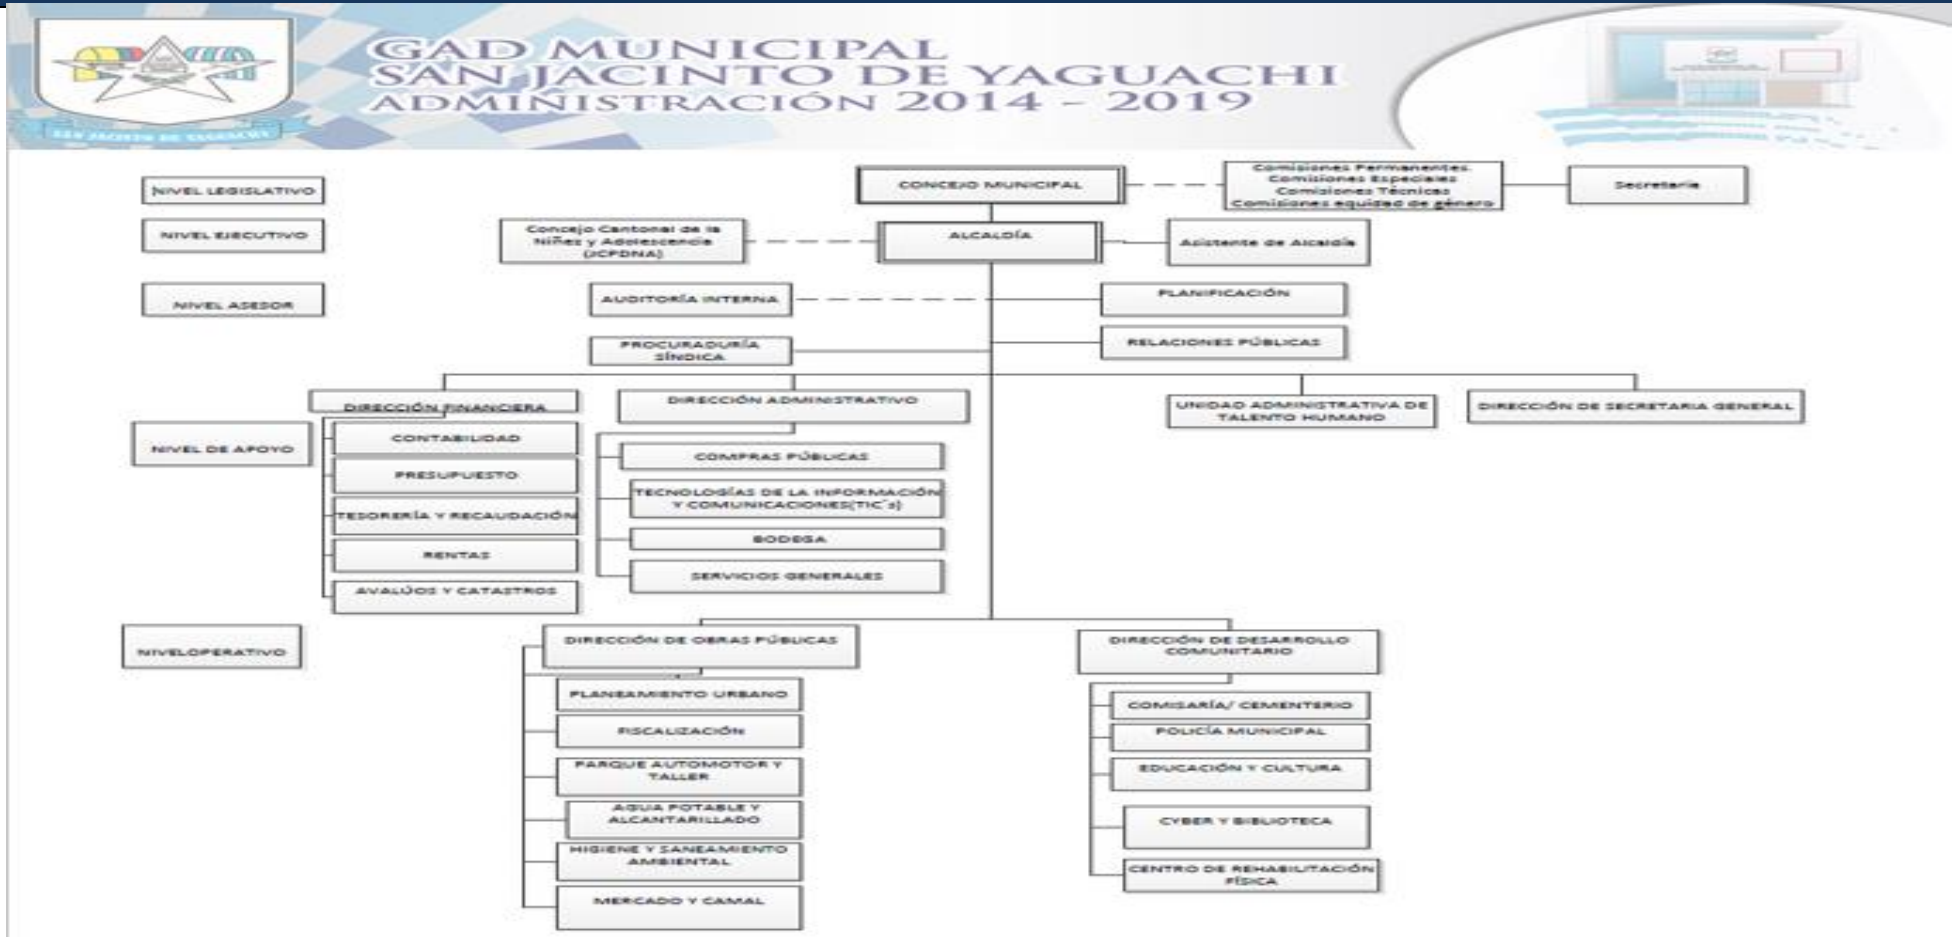 GAD MUNICIPAL
SAN JACINTO DE YAGUACHI
ADMINISTRACIÓN 2014 - 2019
SAN JACINTO DE YAGUACHI
NIVEL LEGISLATIVO
CONCEJO MUNICIPAL
Comisiones Permanentes.
Comisiones Especiales
Comisiones Técnicas
Comisiones equidad de género
Secretaría
NIVEL EJECUTIVO
Concejo Cantonal de la
Niñez y Adolescencia
(JCPDNA)
ALCALDÍA
Asistente de Alcaldía
NIVEL ASESOR
AUDITORÍA INTERNA
PLANIFICACIÓN
PROCURADURÍA
SÍNDICA
RELACIONES PÚBLICAS
DIRECCIÓN FINANCIERA
DIRECCIÓN ADMINISTRATIVO
UNIDAD ADMINISTRATIVA DE
TALENTO HUMANO
DIRECCIÓN DE SECRETARIA GENERAL
NIVEL DE APOYO
CONTABILIDAD
PRESUPUESTO
TESORERÍA Y RECAUDACIÓN
RENTAS
AVALÚOS Y CATASTROS
COMPRAS PÚBLICAS
TECNOLOGÍAS DE LA INFORMACIÓN
Y COMUNICACIONES(TIC´s)
BODEGA
SERVICIOS GENERALES
NIVELOPERATIVO
DIRECCIÓN DE OBRAS PÚBLICAS
PLANEAMIENTO URBANO
FISCALIZACIÓN
PARQUE AUTOMOTOR Y
TALLER
AGUA POTABLE Y
ALCANTARILLADO
HIGIENE Y SANEAMIENTO
AMBIENTAL
MERCADO Y CAMAL
DIRECCIÓN DE DESARROLLO
COMUNITARIO
COMISARÍA/ CEMENTERIO
POLICÍA MUNICIPAL
EDUCACIÓN Y CULTURA
CYBER Y BIBLIOTECA
CENTRO DE REHABILITACIÓN
FÍSICA